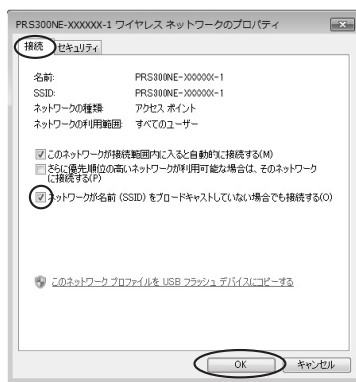 PRS300NE-XXXXXX-1 ワイヤレス ネットワークのプロパティ
接続 セキュリティ
名前: PRS300NE-XXXXXX-1
SSID: PRS300NE-XXXXXX-1
ネットワークの種類: アクセス ポイント
ネットワークの利用範囲: すべてのユーザー
このネットワークが接続範囲内に入ると自動的に接続する(M)
さらに優先順位の高いネットワークが利用可能な場合は、そのネットワーク
に接続する(P)
ネットワークが名前 (SSID) をブロードキャストしていない場合でも接続する(O)
このネットワーク プロファイルを USB フラッシュ デバイスにコピーする
OK キャンセル